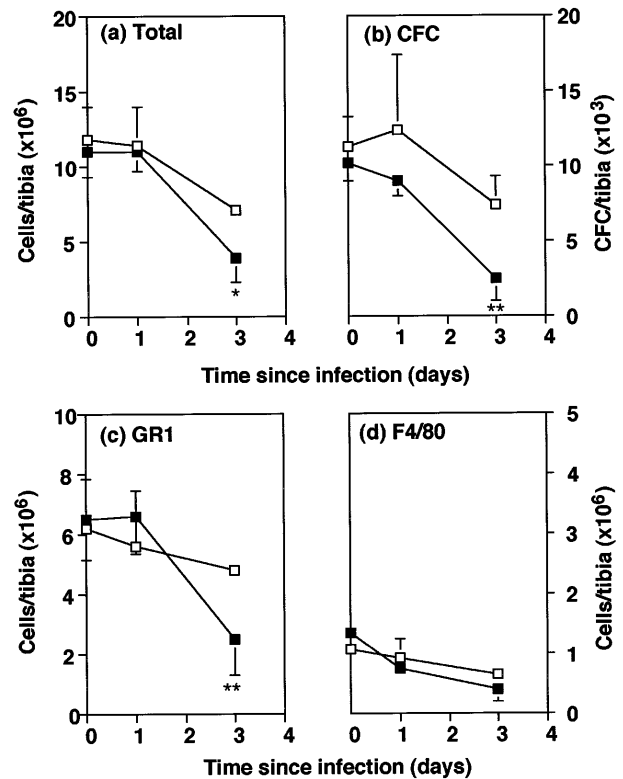 (a) Total
(b) CFC
20
15
10
5
0
Cells/tibia (x10⁶)
*
0 1 2 3 4
20
15
10
5
0
CFC/tibia (x10³)
**
0 1 2 3 4
Time since infection (days)
(c) GR1
(d) F4/80
10
8
6
4
2
0
Cells/tibia (x10⁶)
**
0 1 2 3 4
5
4
3
2
1
0
Cells/tibia (x10⁶)
0 1 2 3 4
Time since infection (days)